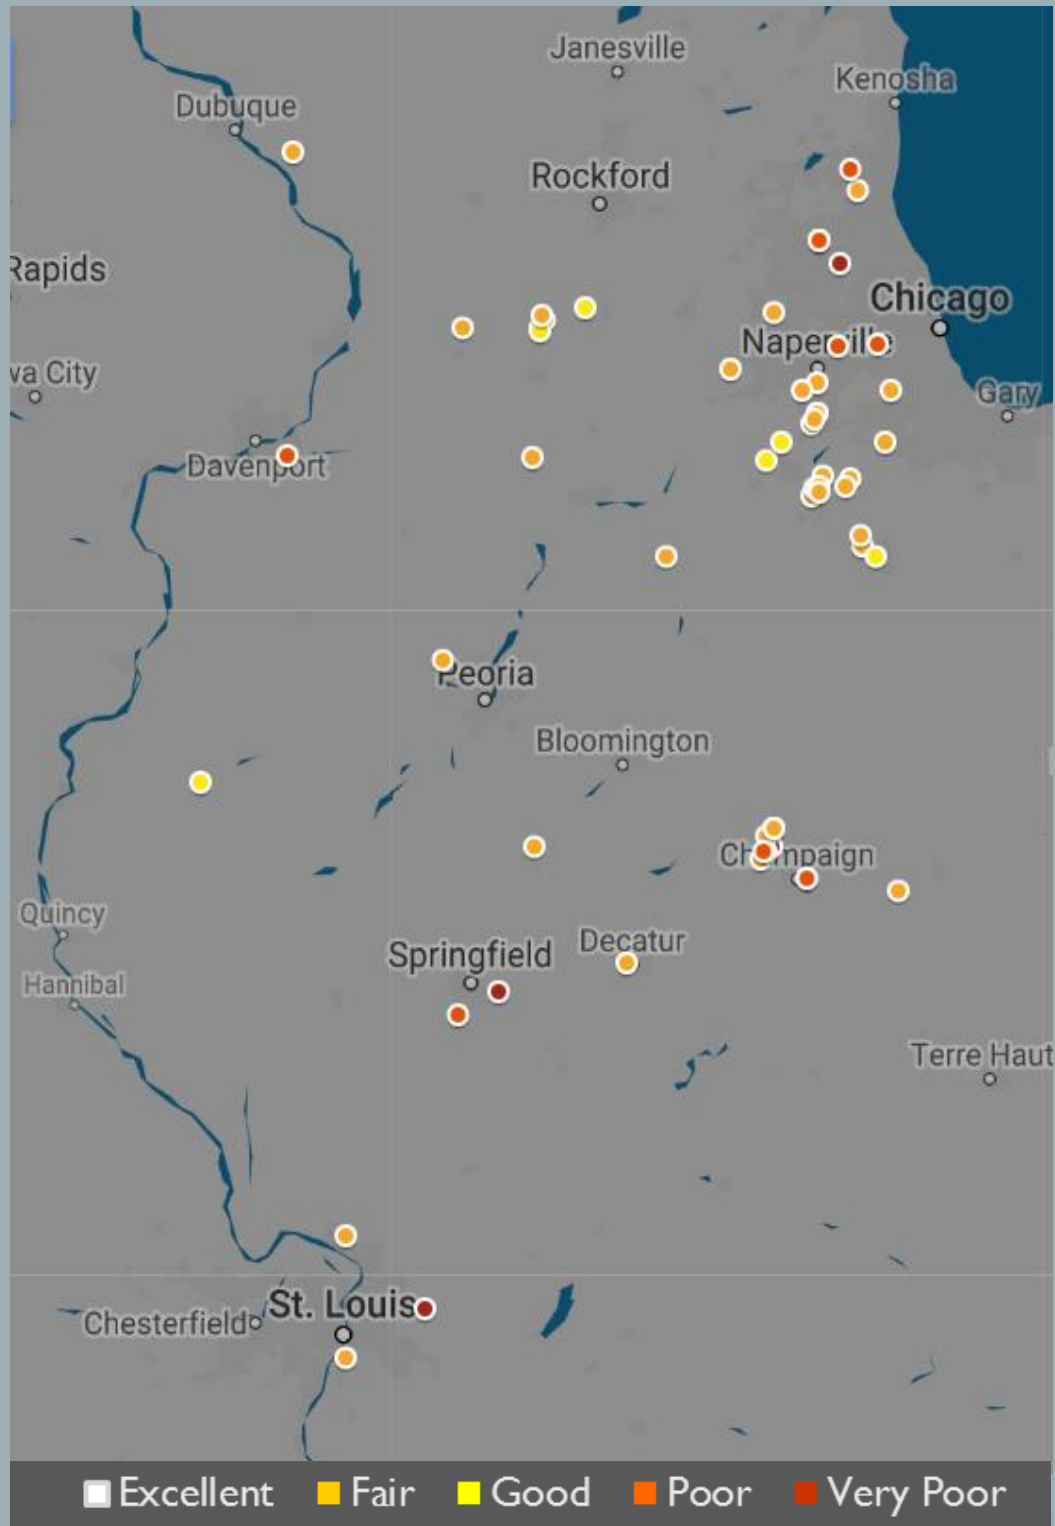 Janesville
Kenosha
Dubuque
Rockford
Rapids
Chicago
Naperville
va City
Gary
Davenport
Peoria
Bloomington
Champaign
Quincy
Springfield
Decatur
Hannibal
Terre Haut
St. Louis
Chesterfield
Excellent Fair Good Poor Very Poor